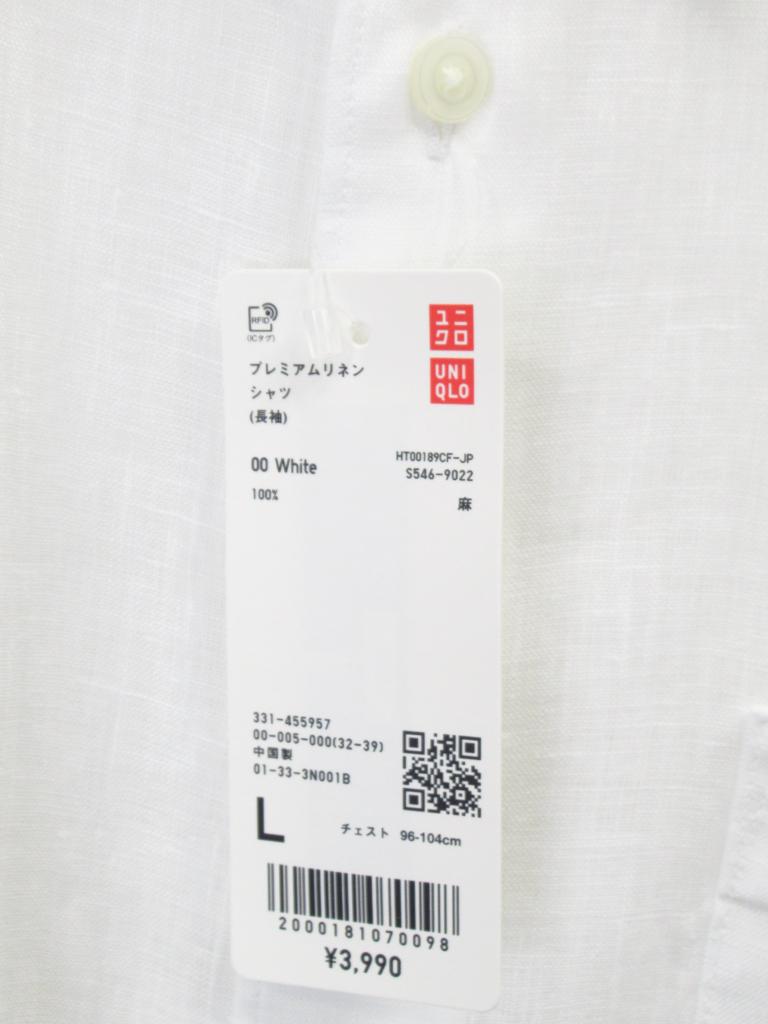 RFID
(ICタグ)
ユニ
クロ
UNI
QLO
プレミアムリネン
シャツ
(長袖)
00 White
HT00189CF-JP
S546-9022
100%
麻
331-455957
00-005-000(32-39)
中国製
01-33-3N001B
L
チェスト 96-104cm
2000181070098
¥3,990